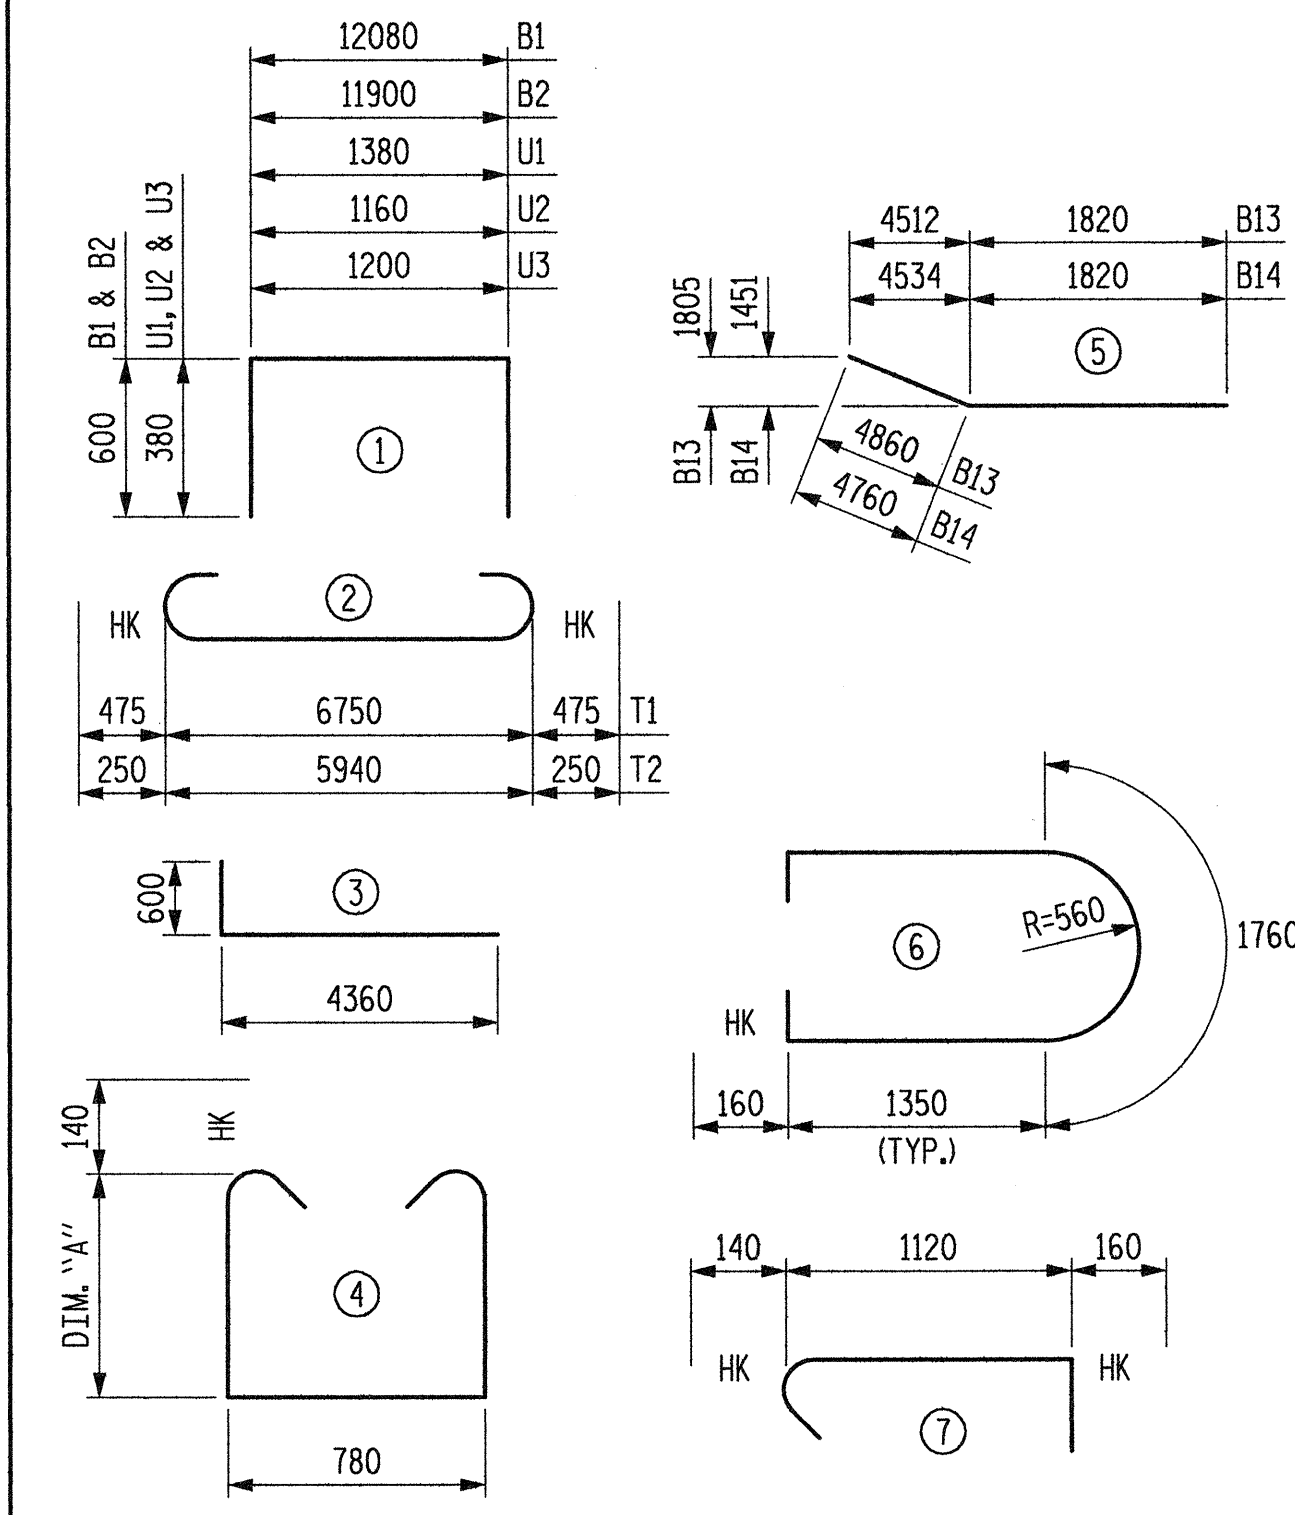 12080 B1
11900 B2
1380 U1
1160 U2
1200 U3
B1 & B2
U1, U2 & U3
600
380
1
4512 1820 B13
4534 1820 B14
1805
1451
5
B13
B14
4860 B13
4760 B14
2
HK HK
475 6750 475 T1
250 5940 250 T2
600
3
4360
R=560
6
1760
HK
160 1350
(TYP.)
140
HK
DIM. "A"
4
780
140 1120 160
HK HK
7